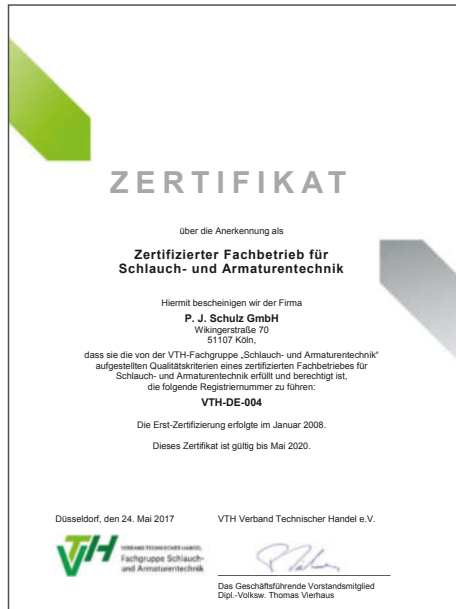 ZERTIFIKAT
über die Anerkennung als
Zertifizierter Fachbetrieb für
Schlauch- und Armaturentechnik
Hiermit bescheinigen wir der Firma
P. J. Schulz GmbH
Wikingerstraße 70
51107 Köln,
dass sie die von der VTH-Fachgruppe „Schlauch- und Armaturentechnik“
aufgestellten Qualitätskriterien eines zertifizierten Fachbetriebes für
Schlauch- und Armaturentechnik erfüllt und berechtigt ist,
die folgende Registriernummer zu führen:
VTH-DE-004
Die Erst-Zertifizierung erfolgte im Januar 2008.
Dieses Zertifikat ist gültig bis Mai 2020.
Düsseldorf, den 24. Mai 2017
VTH Verband Technischer Handel e.V.
VTH
VERBAND TECHNISCHER HANDEL
Fachgruppe Schlauch-
und Armaturentechnik
Das Geschäftsführende Vorstandsmitglied
Dipl.-Volksw. Thomas Vierhaus